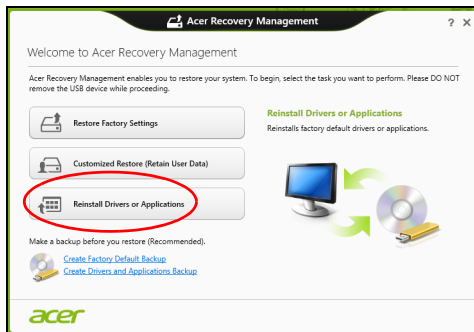 Acer Recovery Management
? X
Welcome to Acer Recovery Management
Acer Recovery Management enables you to restore your system. To begin, select the task you want to perform. Please DO NOT
remove the USB device while proceeding.
Restore Factory Settings
Customized Restore (Retain User Data)
Reinstall Drivers or Applications
Reinstall Drivers or Applications
Reinstalls factory default drivers or applications.
Make a backup before you restore (Recommended).
Create Factory Default Backup
Create Drivers and Applications Backup
acer